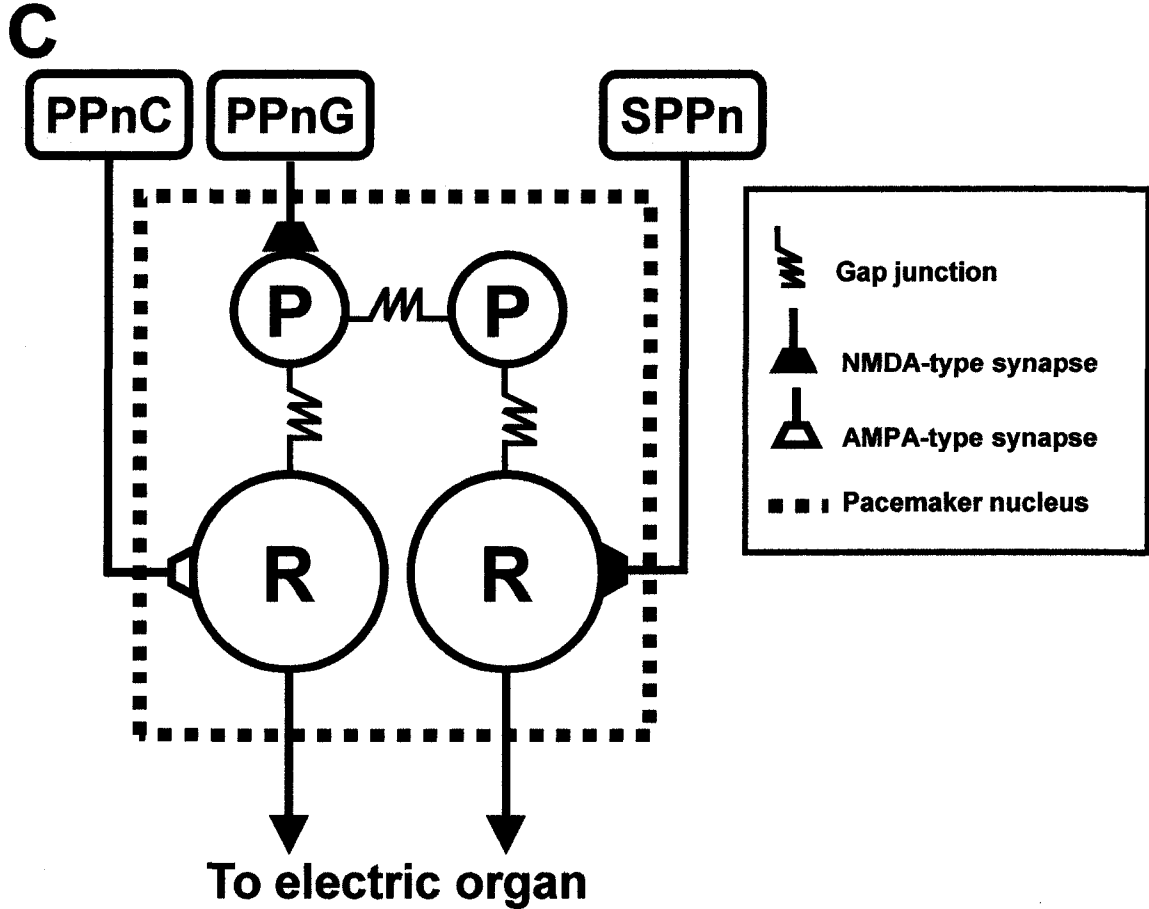 C
PPnC
PPnG
SPPn
P
P
R
R
Gap junction
NMDA-type synapse
AMPA-type synapse
Pacemaker nucleus
To electric organ